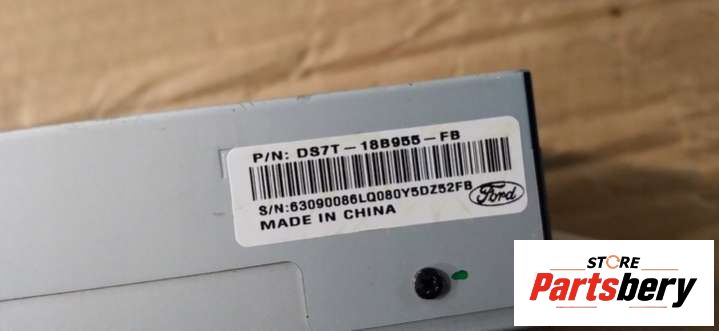 P/N: DS7T-18B955-FB
S/N:63090086LQ080Y5DZ52FB
Ford
MADE IN CHINA
STORE
Partsbery